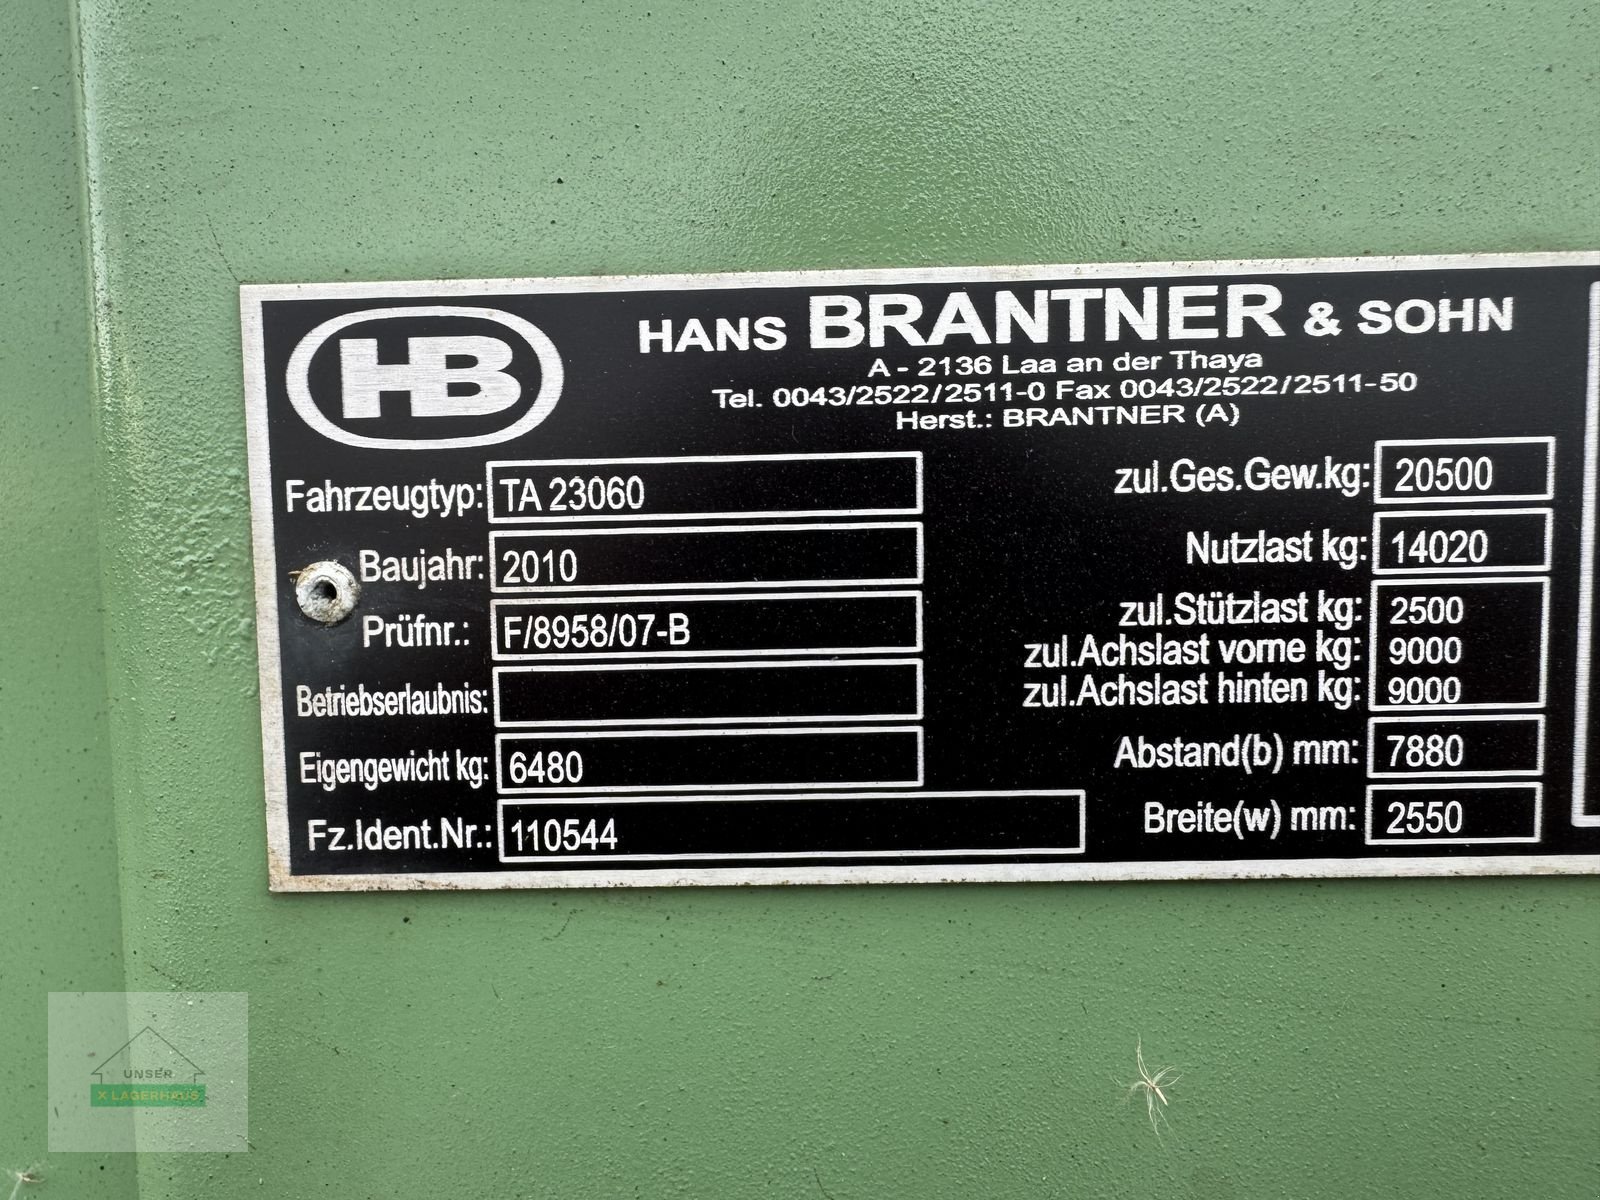 HB
HANS BRANTNER & SOHN
A - 2136 Laa an der Thaya
Tel. 0043/2522/2511-0 Fax 0043/2522/2511-50
Herst.: BRANTNER (A)
Fahrzeugtyp: TA 23060
Baujahr: 2010
Prüfnr.: F/8958/07-B
Betriebserlaubnis:
Eigengewicht kg: 6480
Fz.Ident.Nr.: 110544
zul.Ges.Gew.kg: 20500
Nutzlast kg: 14020
zul.Stützlast kg: 2500
zul.Achslast vorne kg: 9000
zul.Achslast hinten kg: 9000
Abstand(b) mm: 7880
Breite(w) mm: 2550
UNSER
X LAGERHAUS